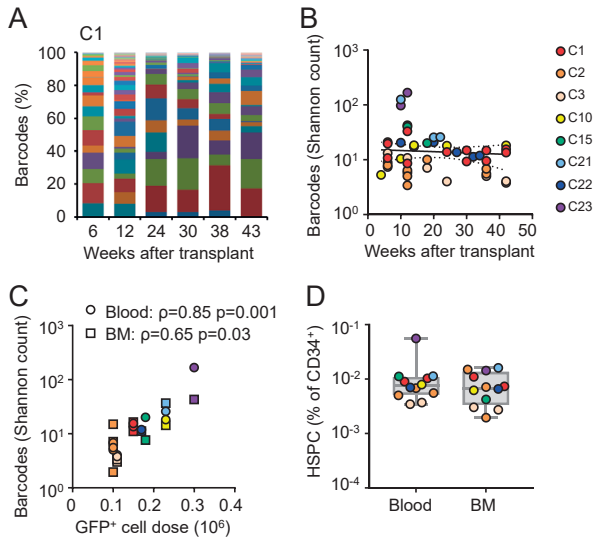 A
C1
Barcodes (%)
100
80
60
40
20
0
6 12 24 30 38 43
Weeks after transplant
B
Barcodes (Shannon count)
10³
10²
10¹
10⁰
0 10 20 30 40 50
Weeks after transplant
C1
C2
C3
C10
C15
C21
C22
C23
C
Blood: ρ=0.85 p=0.001
BM: ρ=0.65 p=0.03
Barcodes (Shannon count)
10³
10²
10¹
10⁰
0 0.1 0.2 0.3 0.4
GFP⁺ cell dose (10⁶)
D
HSPC (% of CD34⁺)
10⁻¹
10⁻²
10⁻³
10⁻⁴
Blood BM